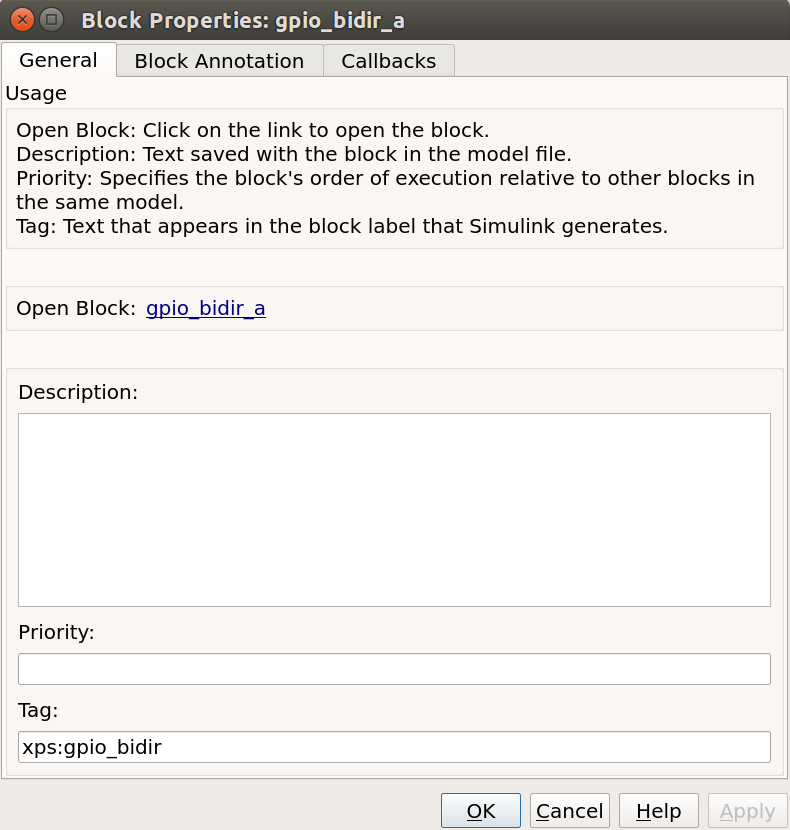 Block Properties: gpio_bidir_a
General Block Annotation Callbacks
Usage
Open Block: Click on the link to open the block.
Description: Text saved with the block in the model file.
Priority: Specifies the block's order of execution relative to other blocks in
the same model.
Tag: Text that appears in the block label that Simulink generates.
Open Block: gpio_bidir_a
Description:
Priority:
Tag:
xps:gpio_bidir
OK Cancel Help Apply